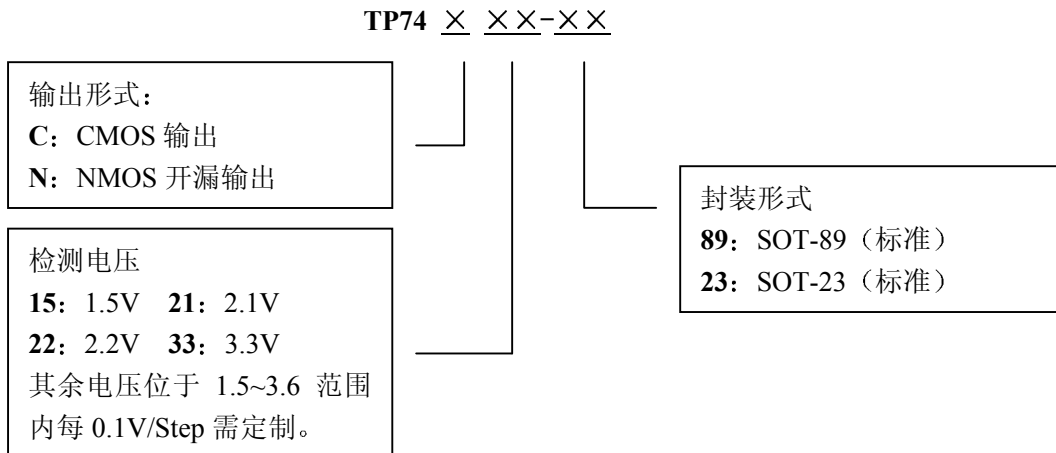 TP74 × ××-××
输出形式：
C：CMOS 输出
N：NMOS 开漏输出
检测电压
15：1.5V 21：2.1V
22：2.2V 33：3.3V
其余电压位于 1.5~3.6 范围
内每 0.1V/Step 需定制。
封装形式
89：SOT-89（标准）
23：SOT-23（标准）